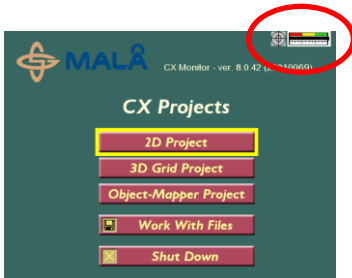 MALÅ
CX Monitor - ver. 8.0.42 (20010969)
CX Projects
2D Project
3D Grid Project
Object-Mapper Project
Work With Files
Shut Down